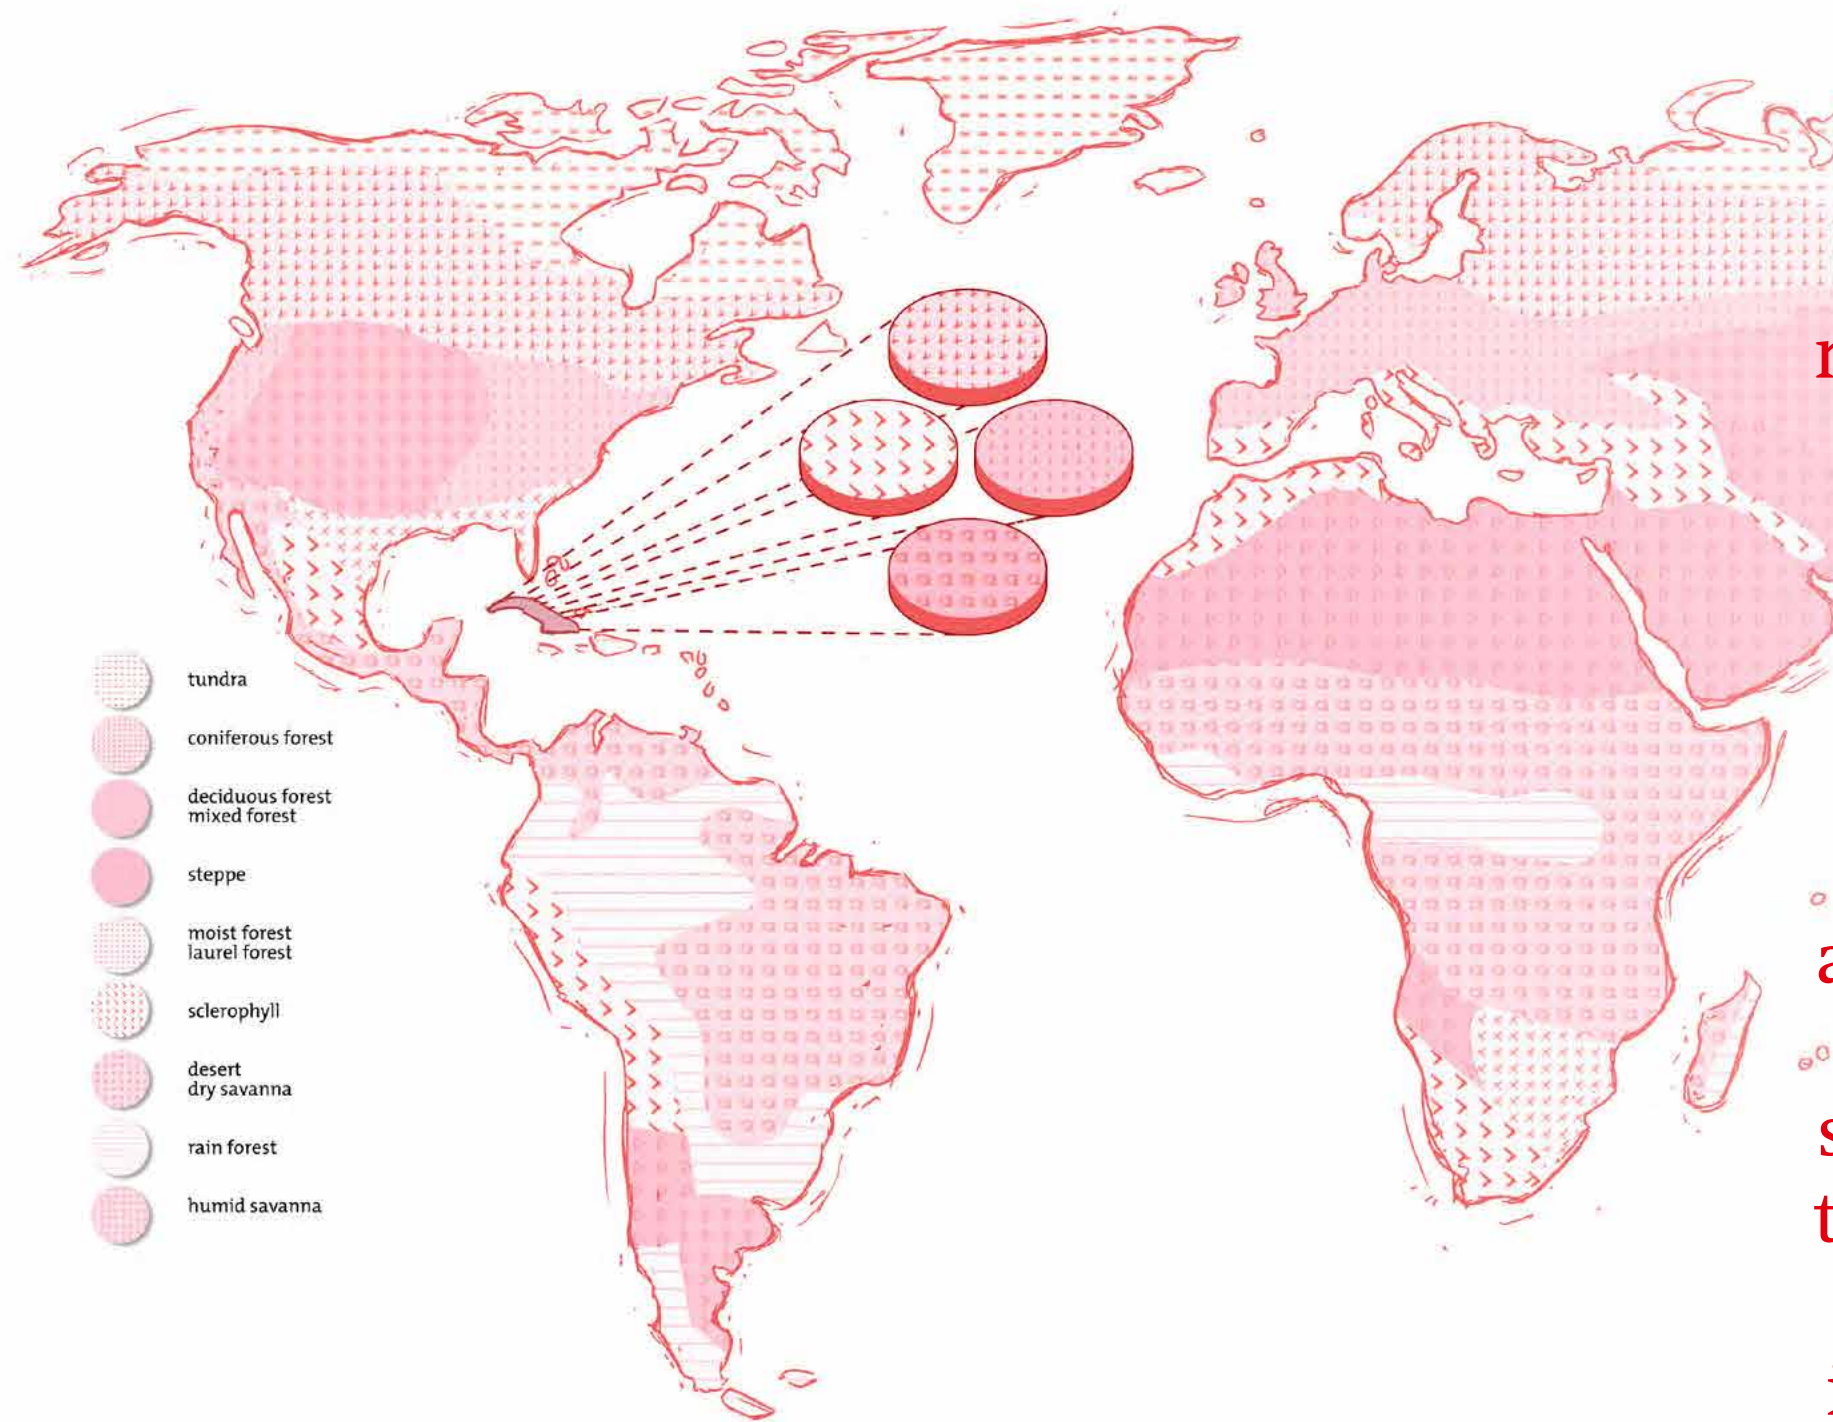 tundra
coniferous forest
deciduous forest
mixed forest
steppe
moist forest
laurel forest
sclerophyll
desert
dry savanna
rain forest
humid savanna
r
a
s
t